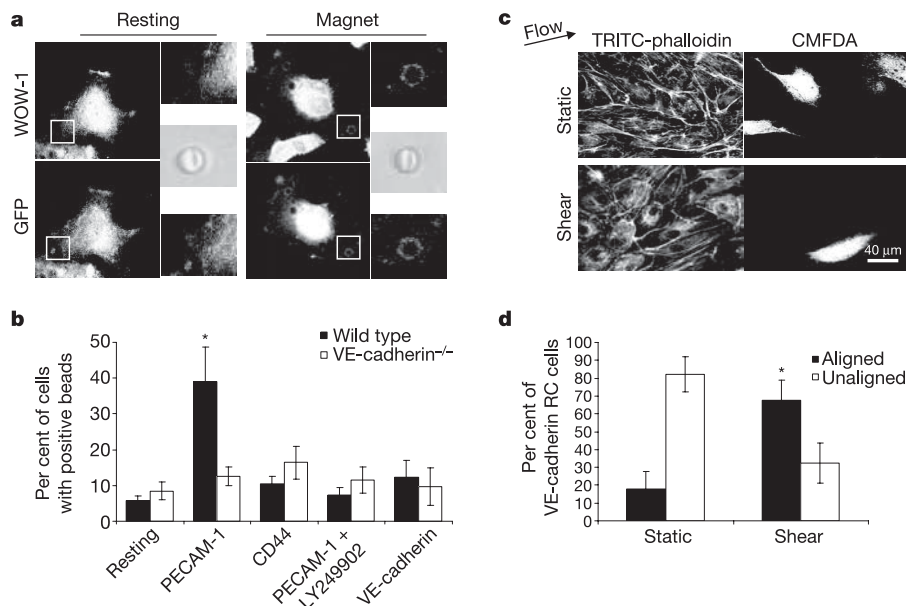 a
Resting
Magnet
WOW-1
GFP
c
Flow
TRITC-phalloidin
CMFDA
Static
Shear
40 µm
b
Per cent of cells
with positive beads
50
40
30
20
10
0
*
Wild type
VE-cadherin–/–
Resting
PECAM-1
CD44
PECAM-1 +
LY249902
VE-cadherin
d
Per cent of
VE-cadherin RC cells
100
90
80
70
60
50
40
30
20
10
0
*
Aligned
Unaligned
Static
Shear